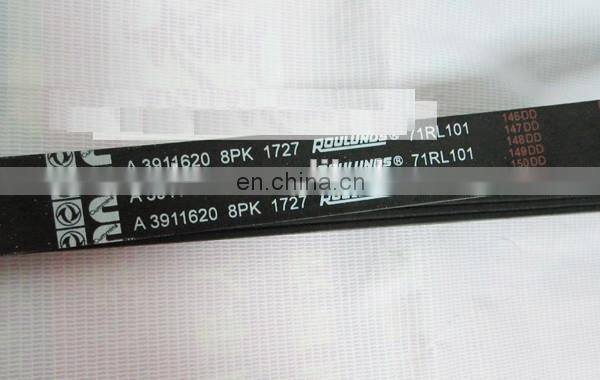 A 3911620 8PK 1727 ROULUNDS® 71RL101
ROULUNDS® 71RL101
A 3911620 8PK 1727
146DD
147DD
148DD
149DD
150DD
en.china.cn